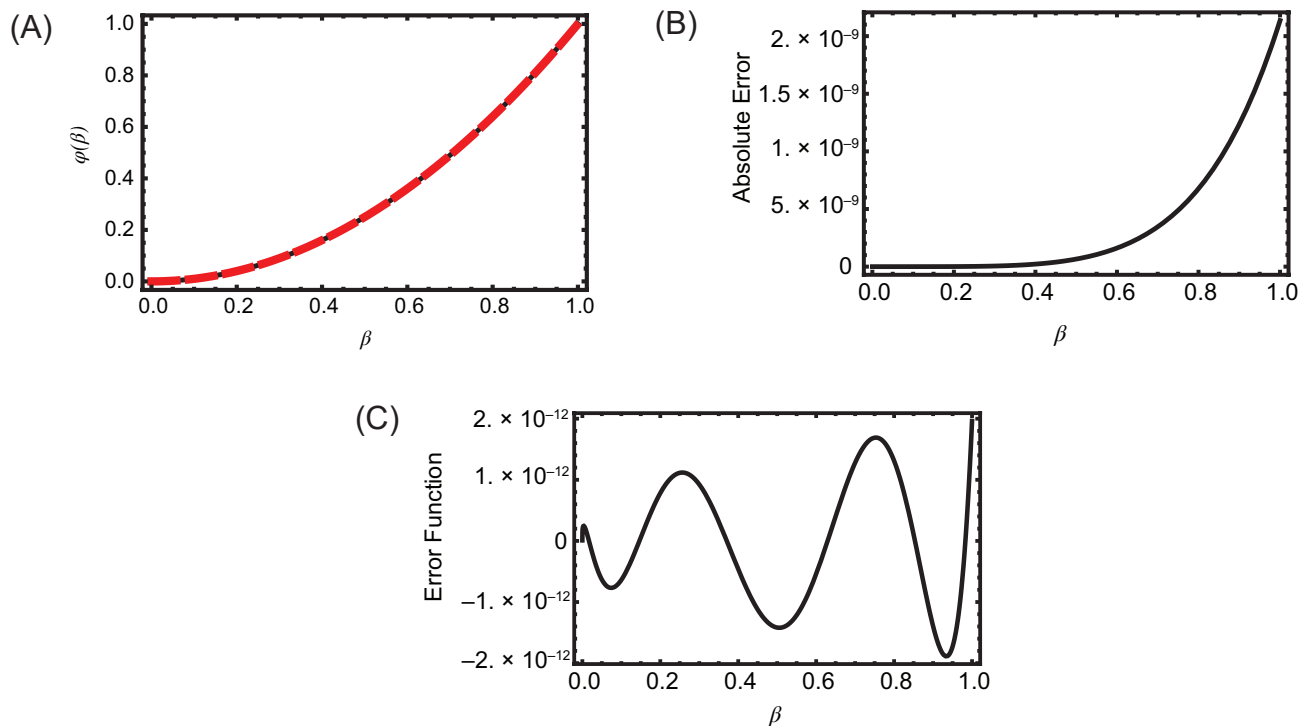 (A)
1.0
0.8
0.6
0.4
0.2
0.0
φ(β)
0.0 0.2 0.4 0.6 0.8 1.0
β
(B)
2. × 10⁻⁹
1.5 × 10⁻⁹
1. × 10⁻⁹
5. × 10⁻⁹
0
Absolute Error
0.0 0.2 0.4 0.6 0.8 1.0
β
(C)
2. × 10⁻¹²
1. × 10⁻¹²
0
–1. × 10⁻¹²
–2. × 10⁻¹²
Error Function
0.0 0.2 0.4 0.6 0.8 1.0
β